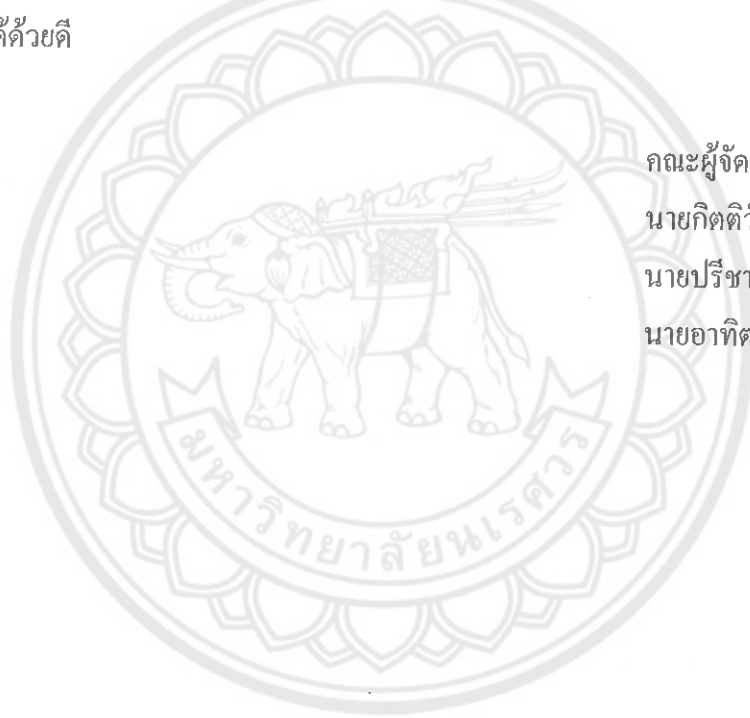 ด้วยดี
คณะผู้จัด
นายกิตติ
นายปรีชา
นายอาทิต
มหาวิทยาลัยนเรศวร